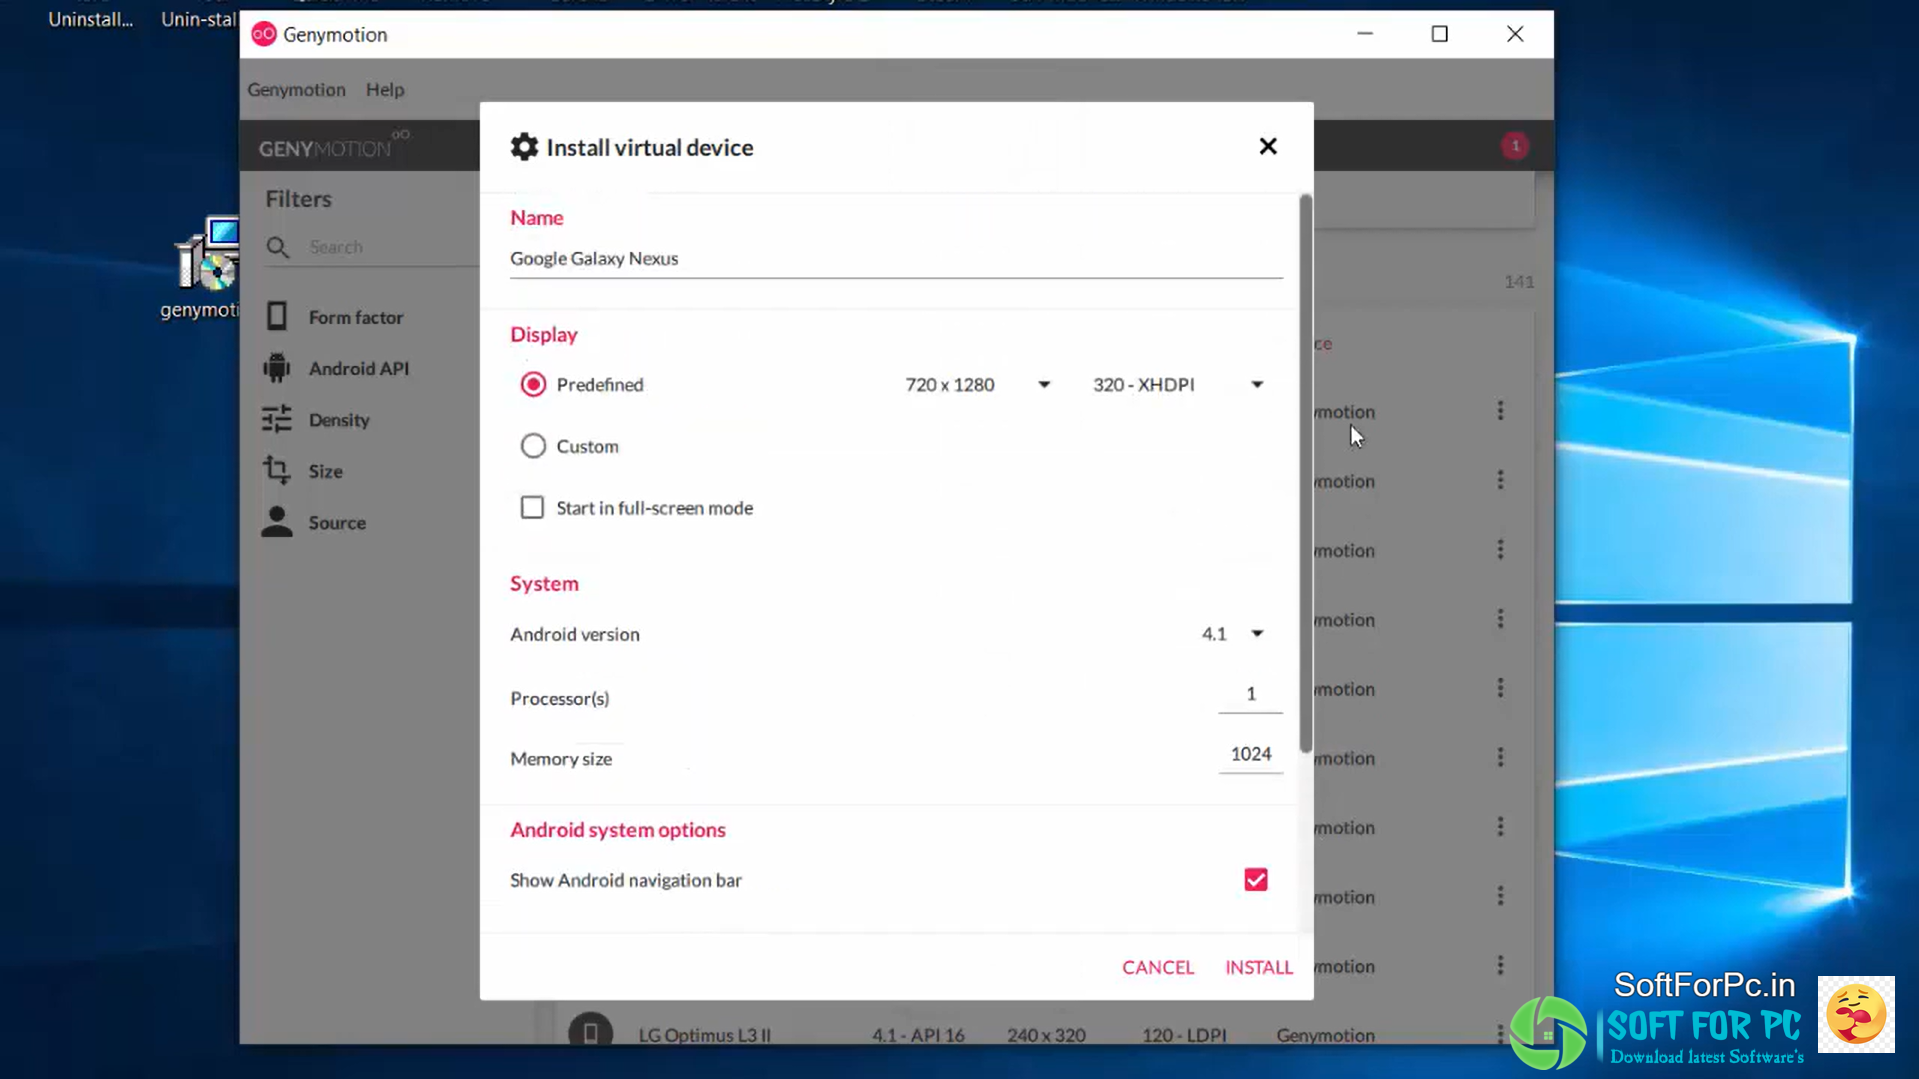 Uninstall...
Unin-stal
Genymotion
Genymotion Help
GENYMOTION oO
1
Install virtual device
Filters
Name
Search
Google Galaxy Nexus
141
genymoti
Form factor
Display
ce
Android API
Predefined 720 x 1280 320 - XHDPI
ymotion
Density
Custom
Size
ymotion
Source
Start in full-screen mode
ymotion
System
Android version 4.1
ymotion
Processor(s) 1
ymotion
Memory size 1024
ymotion
Android system options
ymotion
Show Android navigation bar
ymotion
CANCEL INSTALL
ymotion
LG Optimus L3 II 4.1 - API 16 240 x 320 120 - LDPI Genymotion
SoftForPc.in
SOFT FOR PC
Download latest Software's